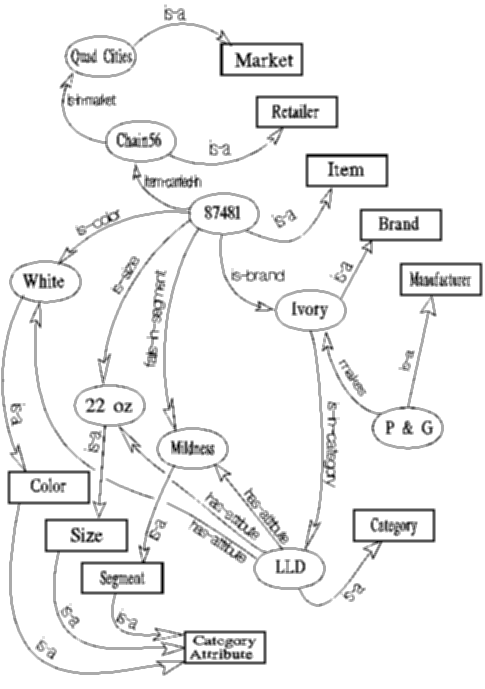 is-a
Quad Cities
Market
is-in-market
Retailer
Chain56
is-a
item-carried-in
Item
87481
is-a
is-color
Brand
is-size
is-brand
is-a
White
Manufacturer
falls-in-segment
Ivory
is-a
makes
22 oz
is-a
is-in-category
P & G
is-a
Mildness
Color
has-attribute
has-attribute
has-attribute
Category
Size
is-a
LLD
is-a
Segment
is-a
is-a
is-a
Category
Attribute